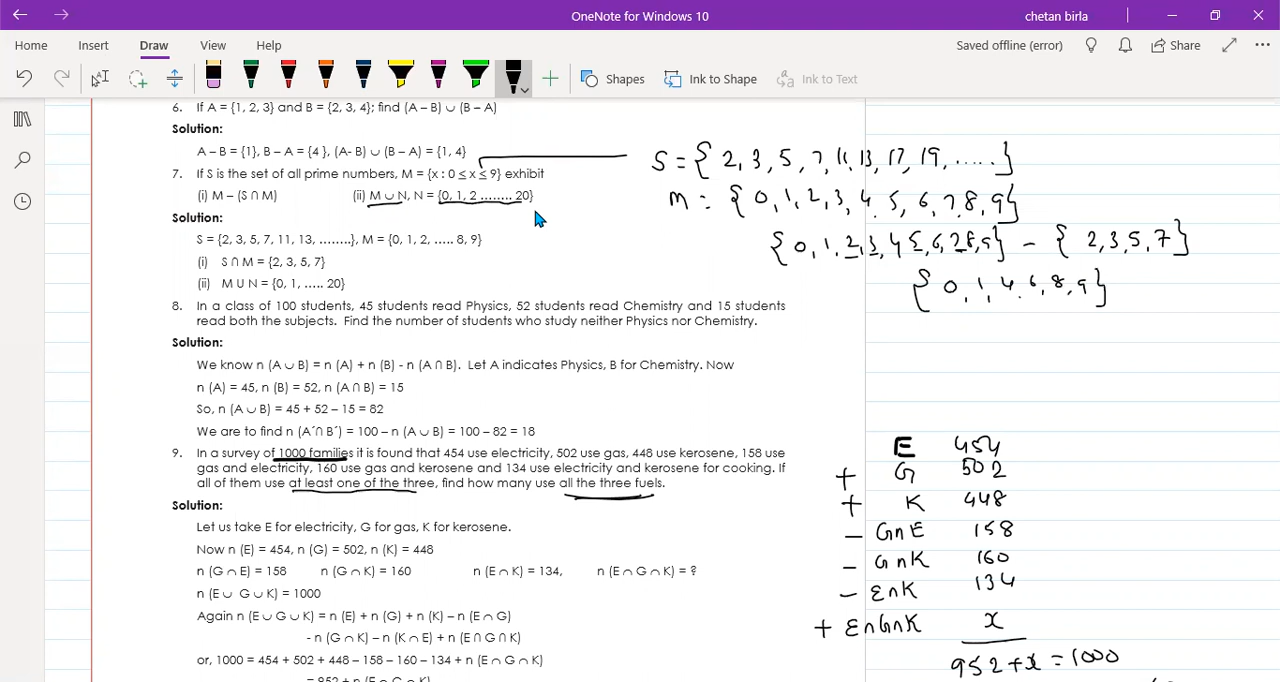 OneNote for Windows 10
chetan birla
Home Insert Draw View Help
Saved offline (error)
Share
Shapes
Ink to Shape
Ink to Text
6. If A = {1, 2, 3} and B = {2, 3, 4}; find (A – B) ∪ (B – A)
Solution:
A – B = {1}, B – A = {4 }, (A- B) ∪ (B – A) = {1, 4}
7. If S is the set of all prime numbers, M = {x : 0 ≤ x ≤ 9} exhibit
(i) M – (S ∩ M) (ii) M ∪ N, N = {0, 1, 2 ........ 20}
Solution:
S = {2, 3, 5, 7, 11, 13, ........}, M = {0, 1, 2, ..... 8, 9}
(i) S ∩ M = {2, 3, 5, 7}
(ii) M ∪ N = {0, 1, ..... 20}
8. In a class of 100 students, 45 students read Physics, 52 students read Chemistry and 15 students
read both the subjects. Find the number of students who study neither Physics nor Chemistry.
Solution:
We know n (A ∪ B) = n (A) + n (B) - n (A ∩ B). Let A indicates Physics, B for Chemistry. Now
n (A) = 45, n (B) = 52, n (A ∩ B) = 15
So, n (A ∪ B) = 45 + 52 – 15 = 82
We are to find n (A´∩ B´) = 100 – n (A ∪ B) = 100 – 82 = 18
9. In a survey of 1000 families it is found that 454 use electricity, 502 use gas, 448 use kerosene, 158 use
gas and electricity, 160 use gas and kerosene and 134 use electricity and kerosene for cooking. If
all of them use at least one of the three, find how many use all the three fuels.
Solution:
Let us take E for electricity, G for gas, K for kerosene.
Now n (E) = 454, n (G) = 502, n (K) = 448
n (G ∩ E) = 158 n (G ∩ K) = 160 n (E ∩ K) = 134, n (E ∩ G ∩ K) = ?
n (E ∪ G ∪ K) = 1000
Again n (E ∪ G ∪ K) = n (E) + n (G) + n (K) – n (E ∩ G)
- n (G ∩ K) – n (K ∩ E) + n (E ∩ G ∩ K)
or, 1000 = 454 + 502 + 448 – 158 – 160 – 134 + n (E ∩ G ∩ K)
= 952 + n (E ∩ G ∩ K)
S = { 2, 3, 5, 7, 11, 13, 17, 19, ..... }
M = { 0, 1, 2, 3, 4, 5, 6, 7, 8, 9 }
{ 0, 1, 2, 3, 4 5, 6, 7 8, 9 } – { 2, 3, 5, 7 }
{ 0, 1, 4, 6, 8, 9 }
E 454
+ G 502
+ K 448
– G∩E 158
– G∩K 160
– E∩K 134
+ E∩G∩K x
952 + x = 1000